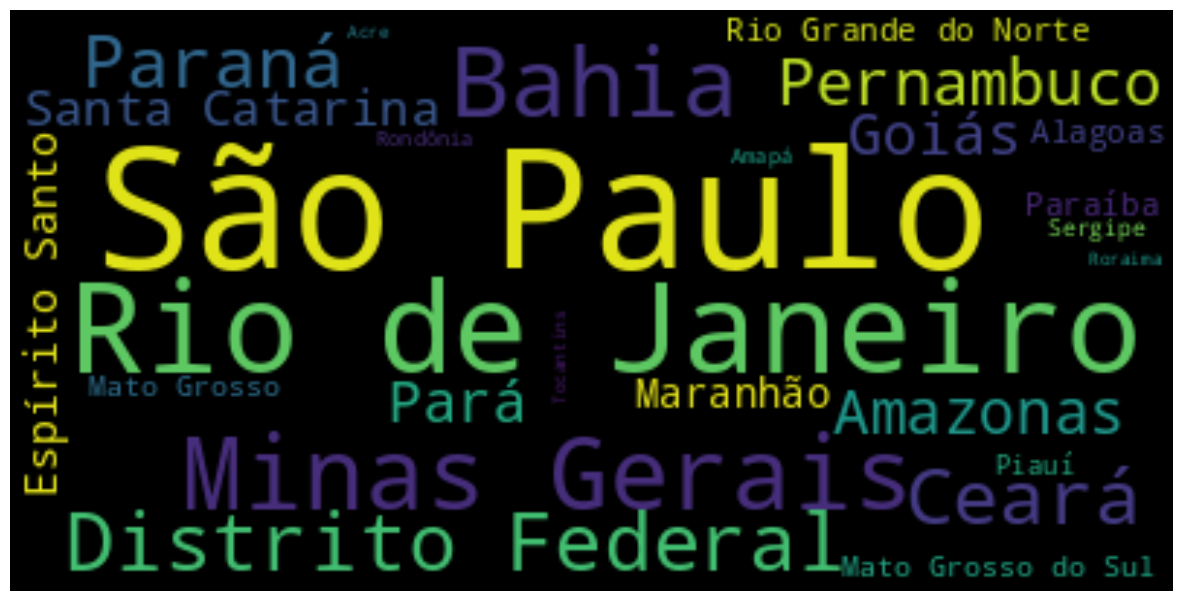 Acre
Rio Grande do Norte
Paraná
Bahia
Pernambuco
Santa Catarina
Goiás
Alagoas
Rondônia
Amapá
São Paulo
Paraíba
Sergipe
Roraima
Espírito Santo
Rio de Janeiro
Tocantins
Mato Grosso
Pará
Maranhão
Amazonas
Minas Gerais
Piauí
Ceará
Distrito Federal
Mato Grosso do Sul